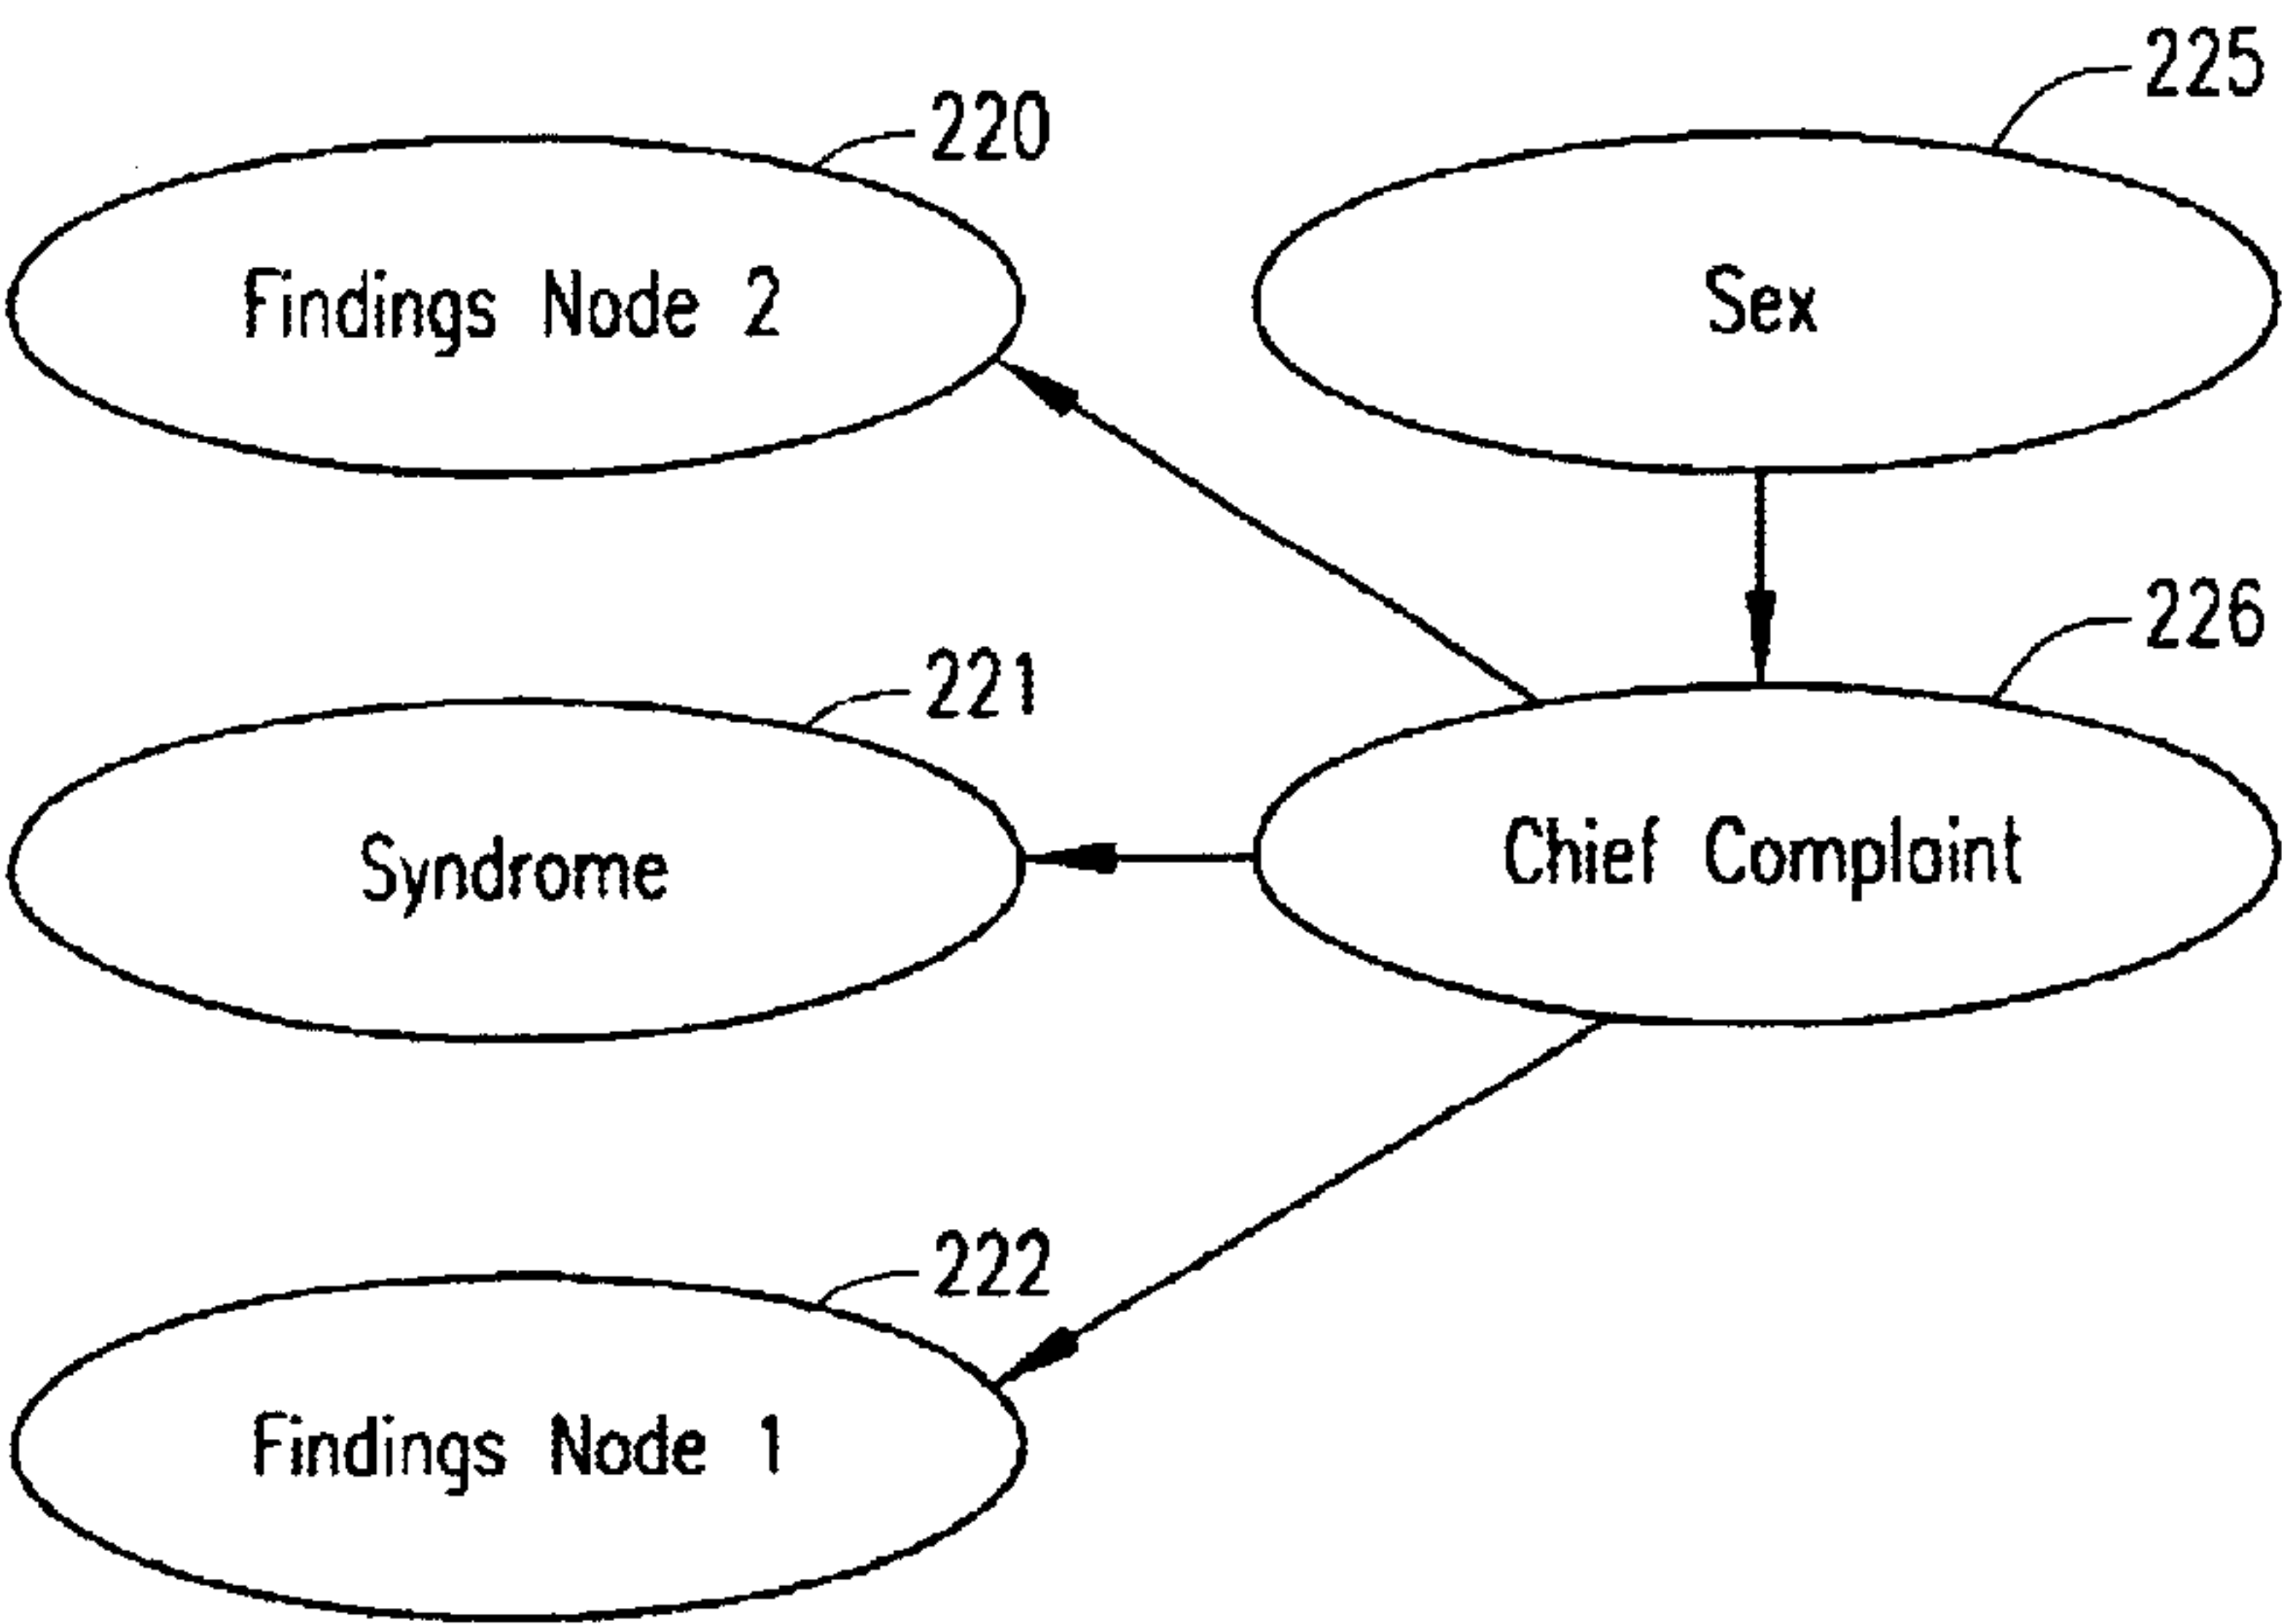 225
220
Findings Node 2
Sex
226
221
Syndrome
Chief Complaint
222
Findings Node 1